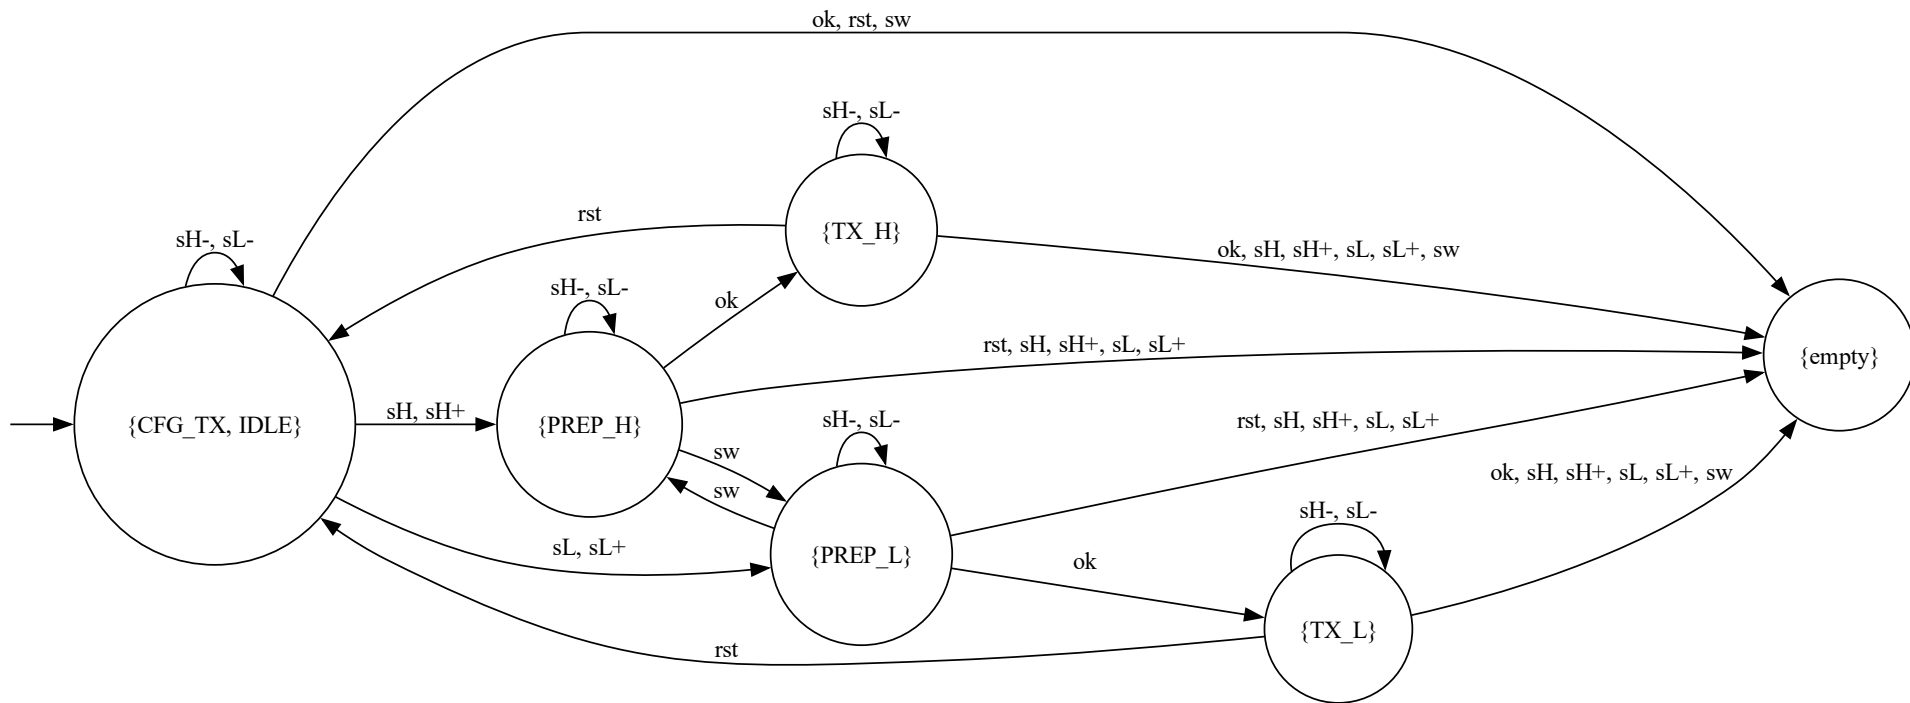 ok, rst, sw
sH-, sL-
{TX_H}
rst
sH-, sL-
ok, sH, sH+, sL, sL+, sw
sH-, sL-
ok
{PREP_H}
rst, sH, sH+, sL, sL+
{empty}
{CFG_TX, IDLE}
sH, sH+
sH-, sL-
rst, sH, sH+, sL, sL+
sw
sw
ok, sH, sH+, sL, sL+, sw
sL, sL+
{PREP_L}
ok
sH-, sL-
{TX_L}
rst